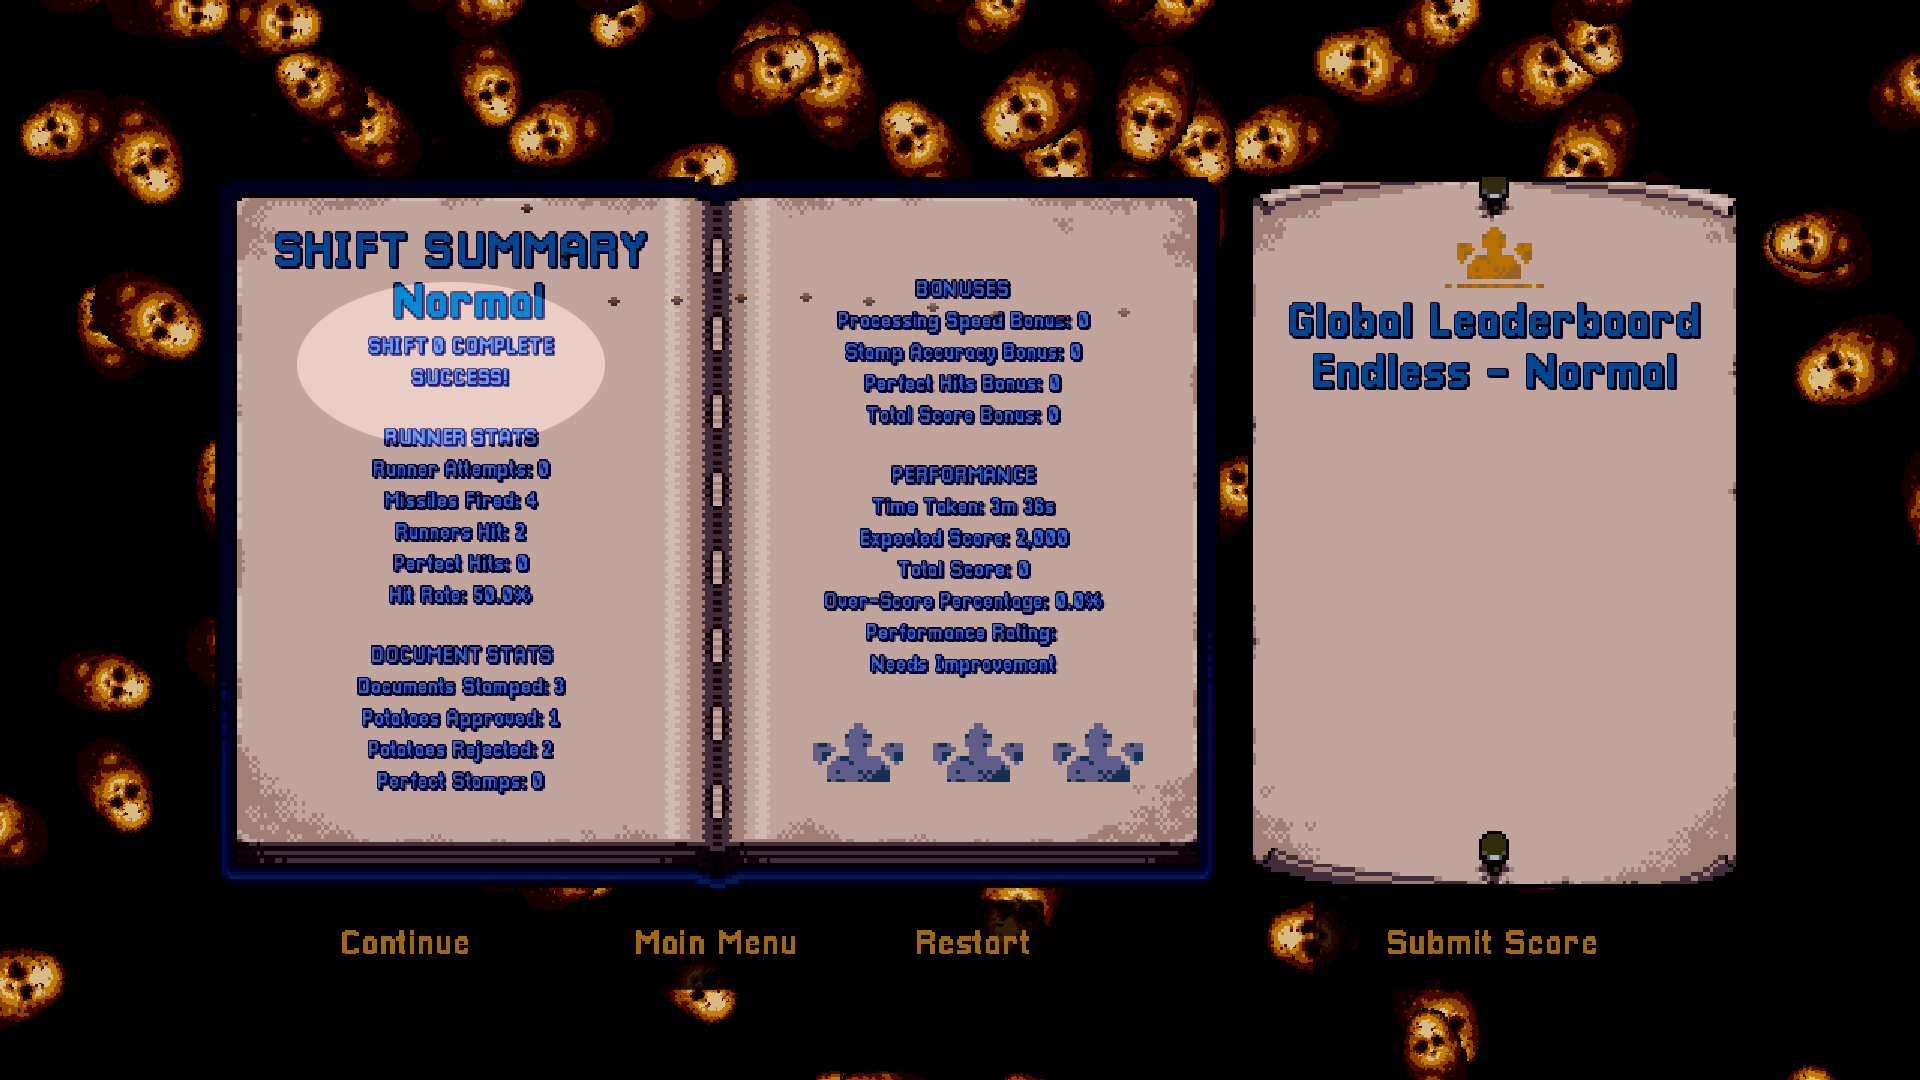 SHIFT SUMMARY
Normal
SHIFT 0 COMPLETE
SUCCESS!
RUNNER STATS
Runner Attempts: 0
Missiles Fired: 4
Runners Hit: 2
Perfect Hits: 0
Hit Rate: 50.0%
DOCUMENT STATS
Documents Stamped: 3
Potatoes Approved: 1
Potatoes Rejected: 2
Perfect Stamps: 0
BONUSES
Processing Speed Bonus: 0
Stamp Accuracy Bonus: 0
Perfect Hits Bonus: 0
Total Score Bonus: 0
PERFORMANCE
Time Taken: 3m 36s
Expected Score: 2,000
Total Score: 0
Over-Score Percentage: 0.0%
Performance Rating:
Needs Improvement
Global Leaderboard
Endless - Normal
Continue
Main Menu
Restart
Submit Score